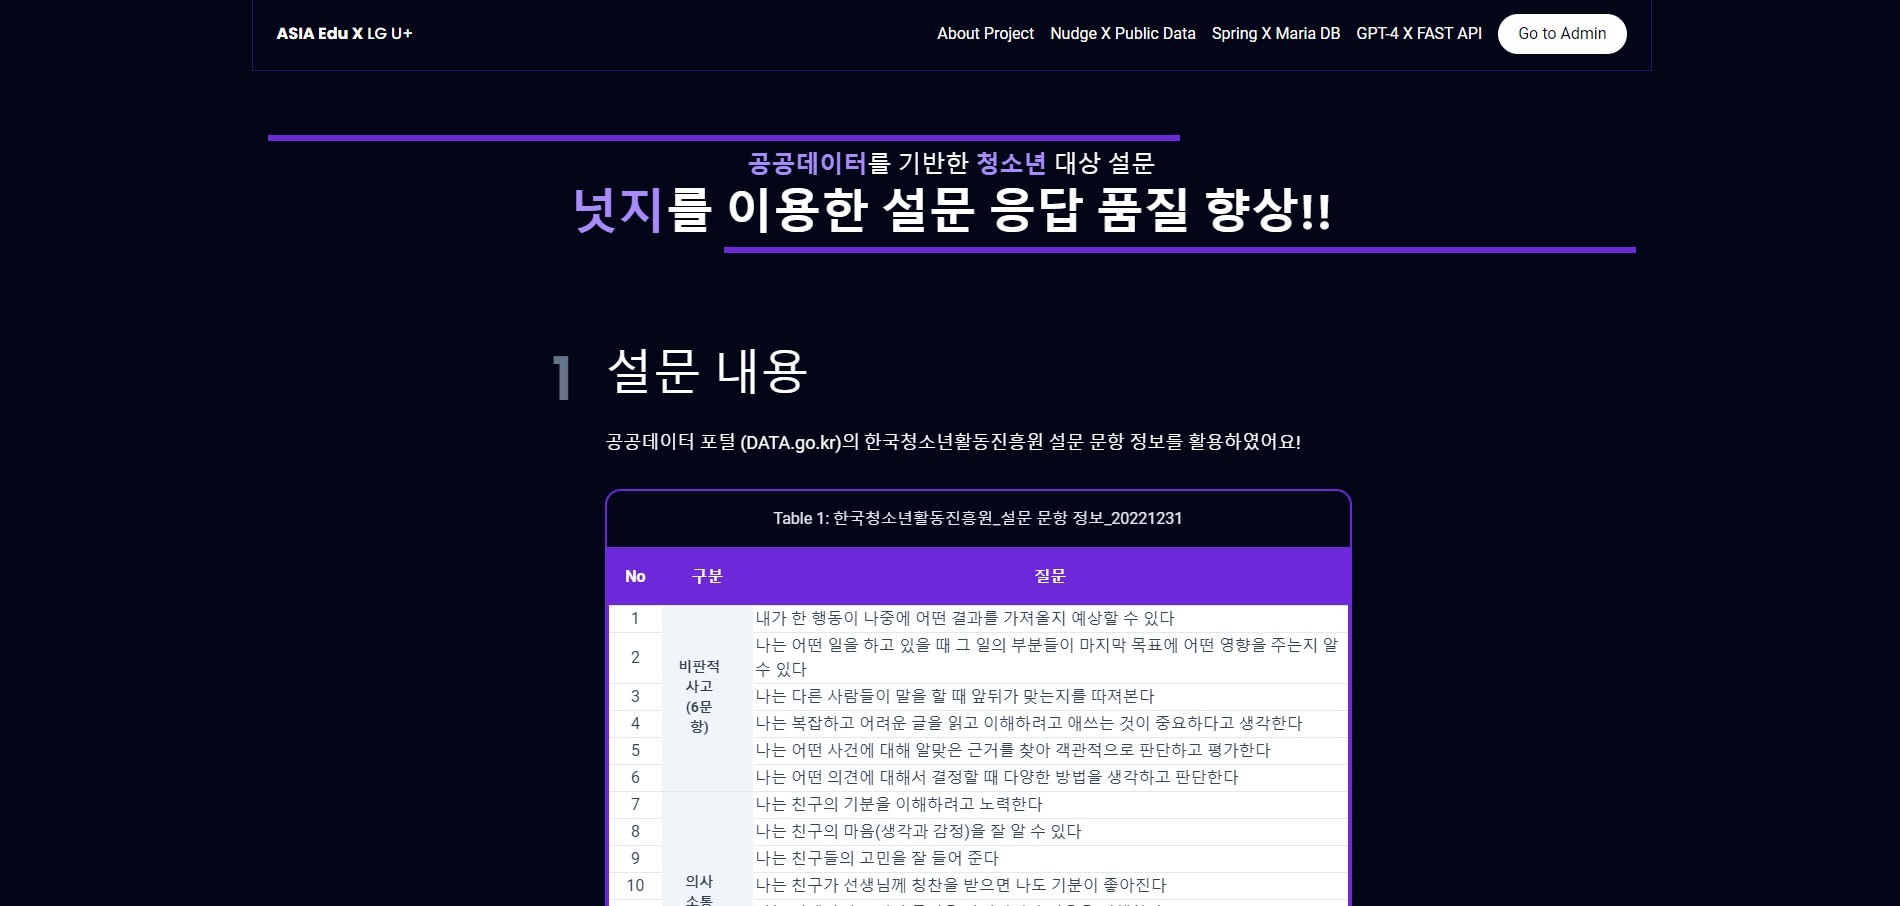 ASIA Edu X LG U+
About Project
Nudge X Public Data
Spring X Maria DB
GPT-4 X FAST API
Go to Admin
공공데이터를 기반한 청소년 대상 설문
넛지를 이용한 설문 응답 품질 향상!!
1 설문 내용
공공데이터 포털 (DATA.go.kr)의 한국청소년활동진흥원 설문 문항 정보를 활용하였어요!
Table 1: 한국청소년활동진흥원_설문 문항 정보_20221231
No 구분 질문
비판적
사고
(6문
항)
1 내가 한 행동이 나중에 어떤 결과를 가져올지 예상할 수 있다
2 나는 어떤 일을 하고 있을 때 그 일의 부분들이 마지막 목표에 어떤 영향을 주는지 알
수 있다
3 나는 다른 사람들이 말을 할 때 앞뒤가 맞는지를 따져본다
4 나는 복잡하고 어려운 글을 읽고 이해하려고 애쓰는 것이 중요하다고 생각한다
5 나는 어떤 사건에 대해 알맞은 근거를 찾아 객관적으로 판단하고 평가한다
6 나는 어떤 의견에 대해서 결정할 때 다양한 방법을 생각하고 판단한다
7 나는 친구의 기분을 이해하려고 노력한다
8 나는 친구의 마음(생각과 감정)을 잘 알 수 있다
9 나는 친구들의 고민을 잘 들어 준다
10 나는 친구가 선생님께 칭찬을 받으면 나도 기분이 좋아진다
의사
소통